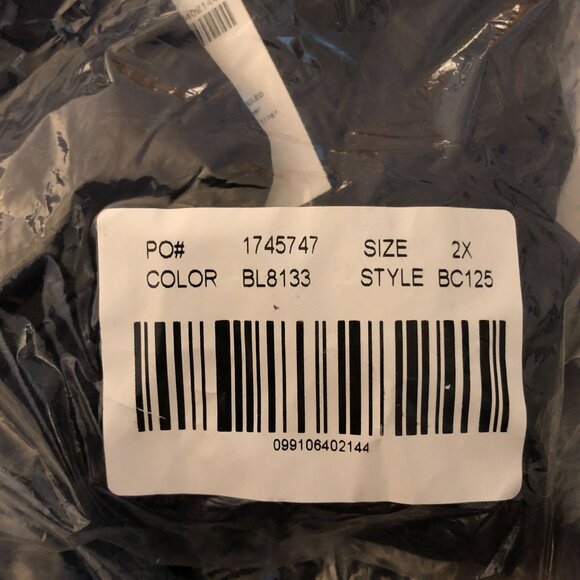 PO# 1745747 SIZE 2X
COLOR BL8133 STYLE BC125
099106402144